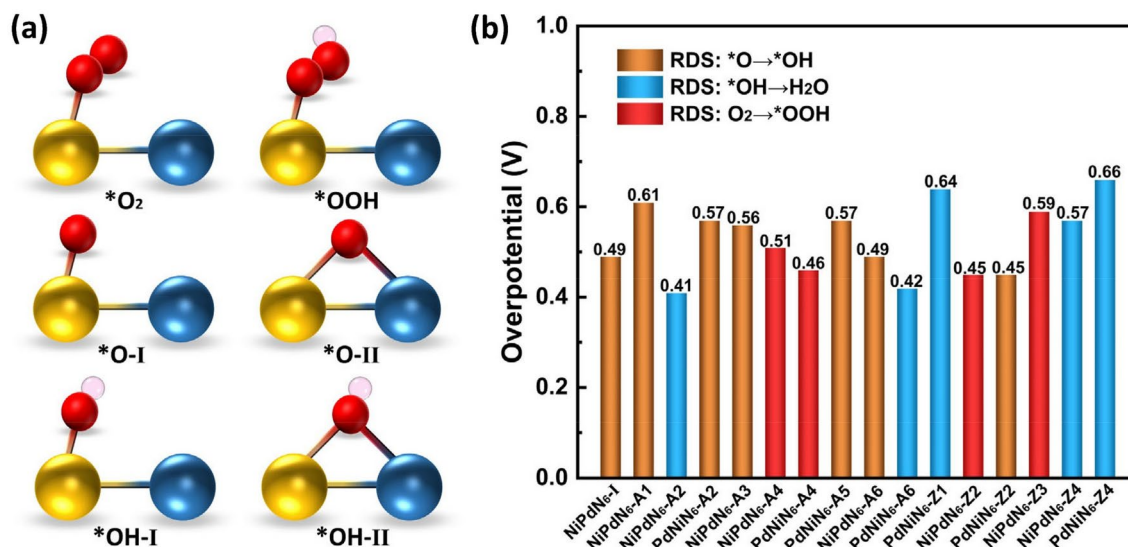 (a)
*O₂
*OOH
*O-I
*O-II
*OH-I
*OH-II
(b)
RDS: *O→*OH
RDS: *OH→H₂O
RDS: O₂→*OOH
Overpotential (V)
1.0
0.8
0.6
0.4
0.2
0.0
0.49
0.61
0.41
0.57
0.56
0.51
0.46
0.57
0.49
0.42
0.64
0.45
0.45
0.59
0.57
0.66
NiPdN₆-I
NiPdN₆-A1
NiPdN₆-A2
PdNiN₆-A2
NiPdN₆-A3
NiPdN₆-A4
PdNiN₆-A4
PdNiN₆-A5
NiPdN₆-A6
PdNiN₆-A6
PdNiN₆-Z1
NiPdN₆-Z2
PdNiN₆-Z2
NiPdN₆-Z3
NiPdN₆-Z4
PdNiN₆-Z4